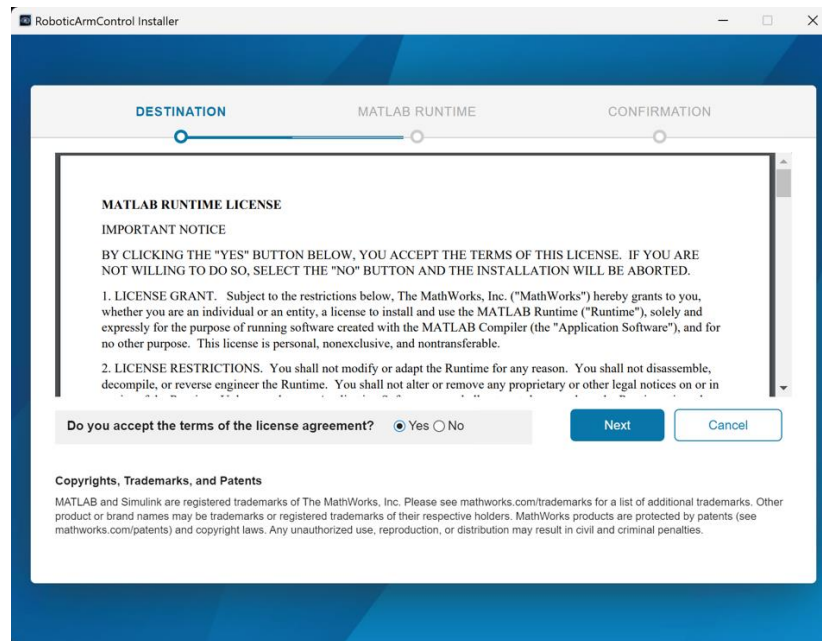 RoboticArmControl Installer
DESTINATION
MATLAB RUNTIME
CONFIRMATION
MATLAB RUNTIME LICENSE
IMPORTANT NOTICE
BY CLICKING THE "YES" BUTTON BELOW, YOU ACCEPT THE TERMS OF THIS LICENSE. IF YOU ARE
NOT WILLING TO DO SO, SELECT THE "NO" BUTTON AND THE INSTALLATION WILL BE ABORTED.
1. LICENSE GRANT. Subject to the restrictions below, The MathWorks, Inc. ("MathWorks") hereby grants to you,
whether you are an individual or an entity, a license to install and use the MATLAB Runtime ("Runtime"), solely and
expressly for the purpose of running software created with the MATLAB Compiler (the "Application Software"), and for
no other purpose. This license is personal, nonexclusive, and nontransferable.
2. LICENSE RESTRICTIONS. You shall not modify or adapt the Runtime for any reason. You shall not disassemble,
decompile, or reverse engineer the Runtime. You shall not alter or remove any proprietary or other legal notices on or in
Do you accept the terms of the license agreement? Yes No
Next
Cancel
Copyrights, Trademarks, and Patents
MATLAB and Simulink are registered trademarks of The MathWorks, Inc. Please see mathworks.com/trademarks for a list of additional trademarks. Other
product or brand names may be trademarks or registered trademarks of their respective holders. MathWorks products are protected by patents (see
mathworks.com/patents) and copyright laws. Any unauthorized use, reproduction, or distribution may result in civil and criminal penalties.